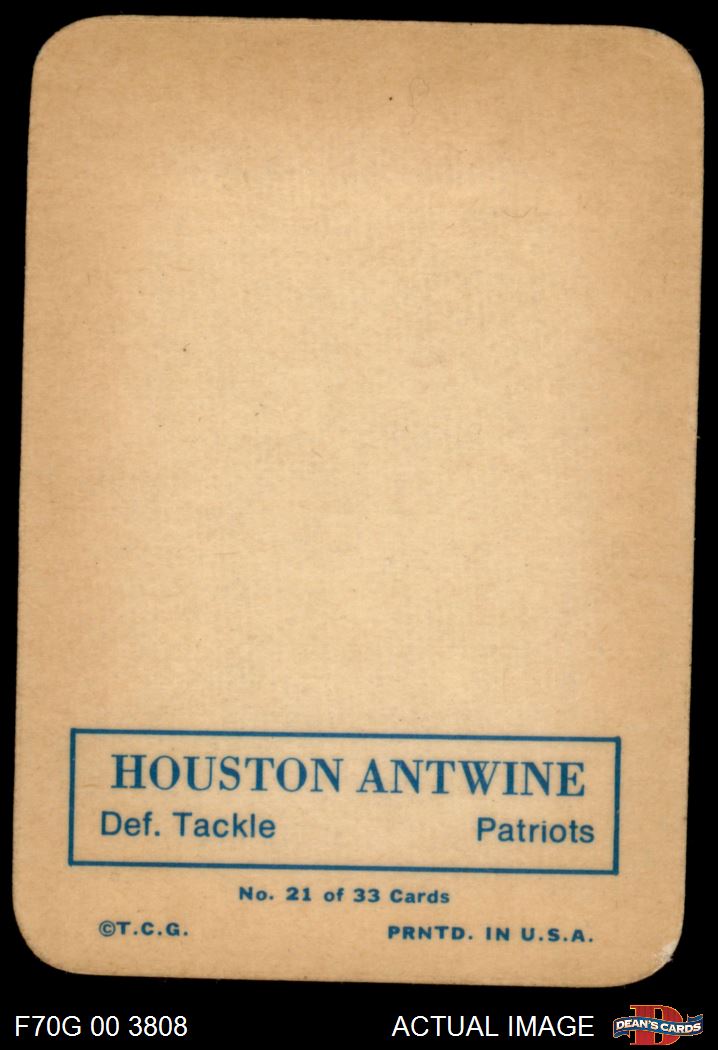 HOUSTON ANTWINE
Def. Tackle Patriots
No. 21 of 33 Cards
©T.C.G. PRNTD. IN U.S.A.
F70G 00 3808 ACTUAL IMAGE DEAN'S CARDS